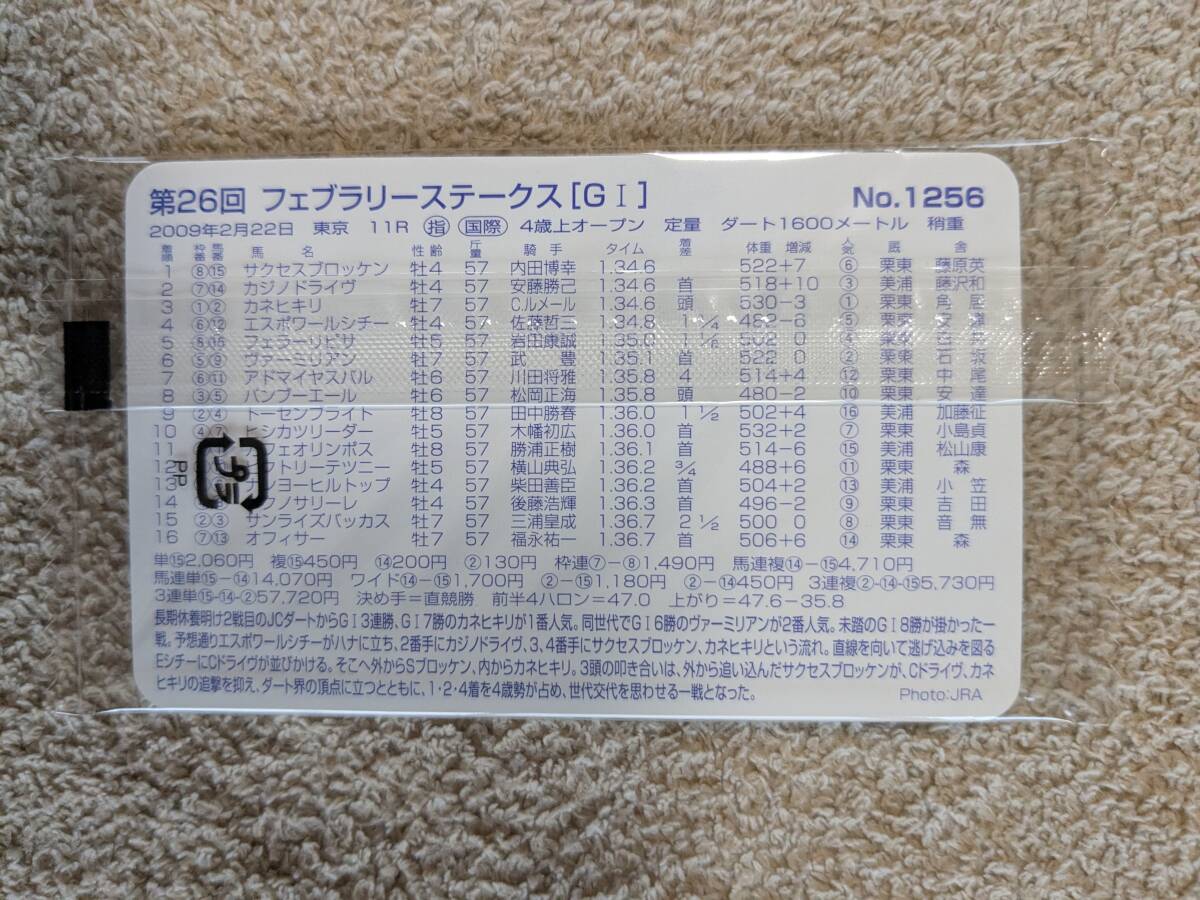 第26回 フェブラリーステークス[GⅠ] No.1256
2009年2月22日 東京 11R 指 国際 4歳上オープン 定量 ダート1600メートル 稍重
着順 枠番 馬番 馬名 性齢 斤量 騎手 タイム 着差 体重 増減 人気 厩舎
1 ⑧⑮ サクセスブロッケン 牡4 57 内田博幸 1.34.6 522+7 ⑥ 栗東 藤原英
2 ⑦⑭ カジノドライヴ 牡4 57 安藤勝己 1.34.6 首 518+10 ③ 美浦 藤沢和
3 ①② カネヒキリ 牡7 57 C.ルメール 1.34.6 頭 530-3 ① 栗東 角居
4 ⑥⑫ エスポワールシチー 牡4 57 佐藤哲三 1.34.8 1 1/4 482-6 ⑤ 栗東 安達
5 フェラーリピサ 牡5 57 岩田康誠 1.35.0 502 0 ④ 栗東
6 ⑤⑨ ヴァーミリアン 牡7 57 武豊 1.35.1 首 522 0 ② 栗東 石坂
7 ⑥⑪ アドマイヤスバル 牡6 57 川田将雅 1.35.8 4 514+4 ⑫ 栗東 中尾
8 ③⑤ バンブーエール 牡6 57 松岡正海 1.35.8 頭 480-2 ⑩ 栗東 安達
9 ②④ トーセンブライト 牡8 57 田中勝春 1.36.0 1 1/2 502+4 ⑯ 美浦 加藤征
10 ④⑦ ヒシカツリーダー 牡5 57 木幡初広 1.36.0 首 532+2 ⑦ 栗東 小島貞
11 フェオリンポス 牡8 57 勝浦正樹 1.36.1 首 514-6 ⑮ 美浦 松山康
12 クトリーテツニー 牡5 57 横山典弘 1.36.2 3/4 488+6 ⑪ 栗東 森
13 ヨーヒルトップ 牡5 57 柴田善臣 1.36.2 首 504+2 ⑬ 美浦 小笠
14 ノサリーレ 牡4 57 後藤浩輝 1.36.3 首 496-2 ⑨ 栗東 吉田
15 ②③ サンライズバッカス 牡7 57 三浦皇成 1.36.7 2 1/2 500 0 ⑧ 栗東 音無
16 ⑦⑬ オフィサー 牡7 57 福永祐一 1.36.7 首 506+6 ⑭ 栗東 森
プラ
PP
単⑮2,060円 複⑮450円 ⑭200円 ②130円 枠連⑦-⑧1,490円 馬連複⑭-⑮4,710円
馬連単⑮-⑭14,070円 ワイド⑭-⑮1,700円 ②-⑮1,180円 ②-⑭450円 3連複②-⑭-⑮5,730円
3連単⑮-⑭-②57,720円 決め手=直競勝 前半4ハロン=47.0 上がり=47.6-35.8
長期休養明け2戦目のJCダートからGⅠ3連勝、GⅠ7勝のカネヒキリが1番人気。同世代でGⅠ6勝のヴァーミリアンが2番人気。未踏のGⅠ8勝が掛かった一
戦。予想通りエスポワールシチーがハナに立ち、2番手にカジノドライヴ、3、4番手にサクセスブロッケン、カネヒキリという流れ。直線を向いて逃げ込みを図る
EシチーにCドライヴが並びかける。そこへ外からSブロッケン、内からカネヒキリ。3頭の叩き合いは、外から追い込んだサクセスブロッケンが、Cドライヴ、カネ
ヒキリの追撃を抑え、ダート界の頂点に立つとともに、1・2・4着を4歳勢が占め、世代交代を思わせる一戦となった。
Photo:JRA